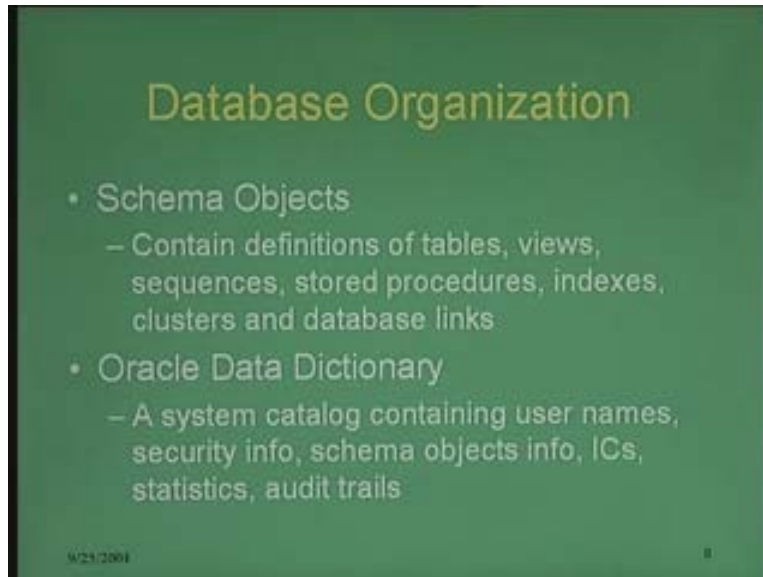 Database Organization
• Schema Objects
– Contain definitions of tables, views,
sequences, stored procedures, indexes,
clusters and database links
• Oracle Data Dictionary
– A system catalog containing user names,
security info, schema objects info, ICs,
statistics, audit trails